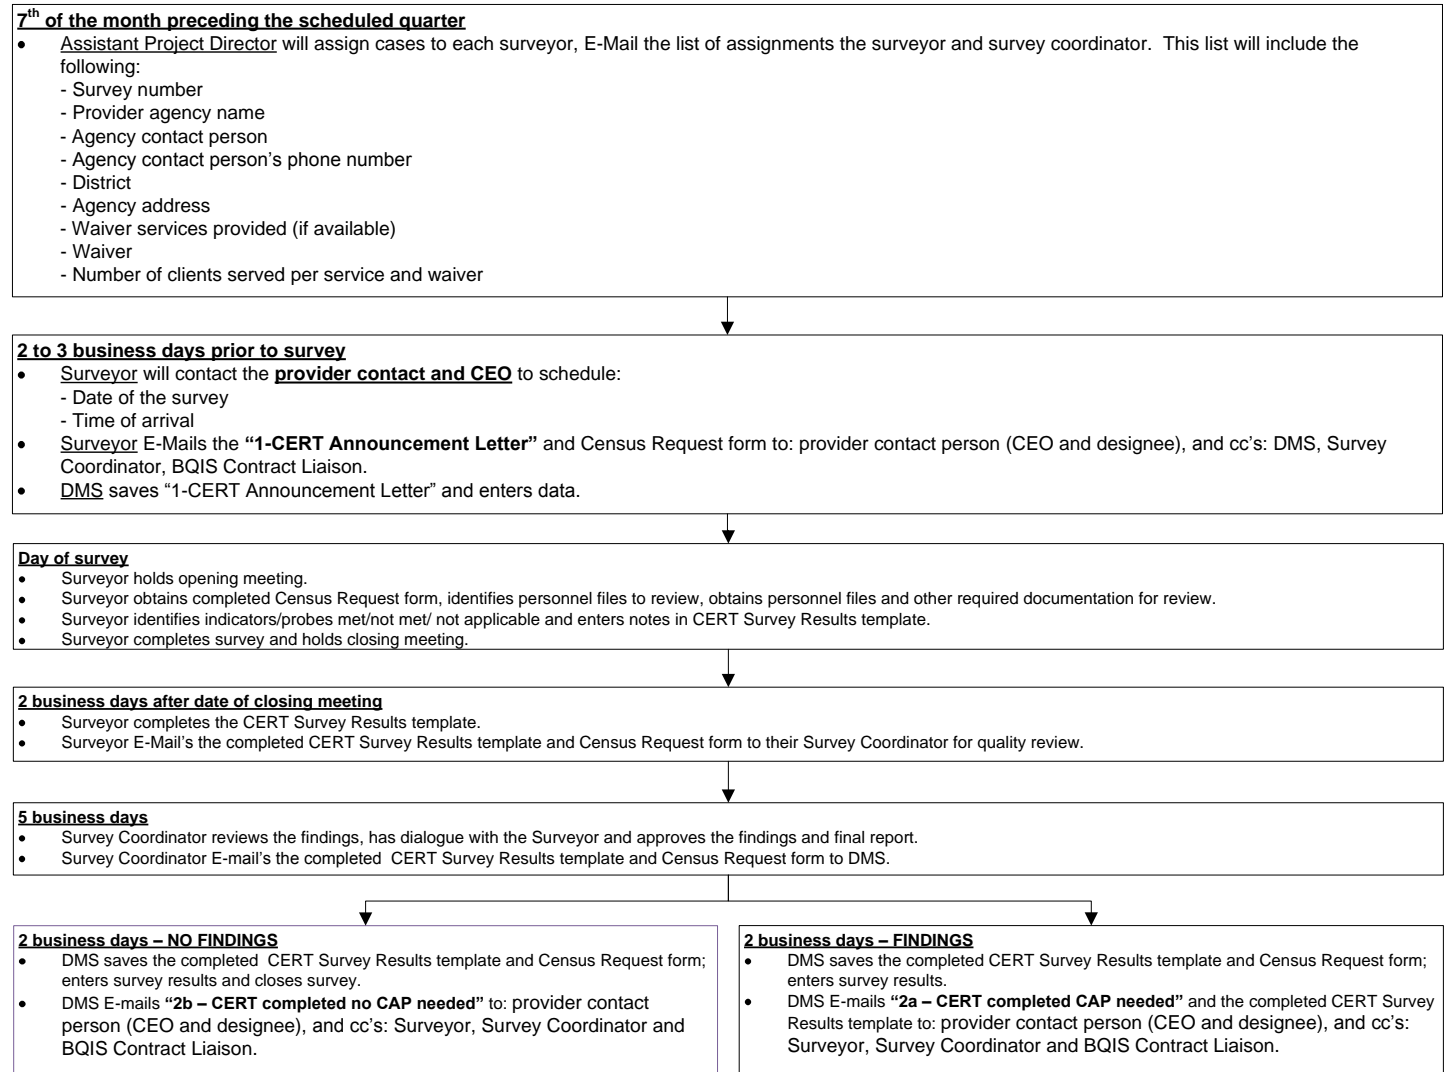 7th of the month preceding the scheduled quarter
• Assistant Project Director will assign cases to each surveyor, E-Mail the list of assignments the surveyor and survey coordinator.  This list will include the
following:
- Survey number
- Provider agency name
- Agency contact person
- Agency contact person's phone number
- District
- Agency address
- Waiver services provided (if available)
- Waiver
- Number of clients served per service and waiver
2 to 3 business days prior to survey
• Surveyor will contact the provider contact and CEO to schedule:
- Date of the survey
- Time of arrival
• Surveyor E-Mails the “1-CERT Announcement Letter” and Census Request form to: provider contact person (CEO and designee), and cc's: DMS, Survey
Coordinator, BQIS Contract Liaison.
• DMS saves “1-CERT Announcement Letter” and enters data.
Day of survey
• Surveyor holds opening meeting.
• Surveyor obtains completed Census Request form, identifies personnel files to review, obtains personnel files and other required documentation for review.
• Surveyor identifies indicators/probes met/not met/ not applicable and enters notes in CERT Survey Results template.
• Surveyor completes survey and holds closing meeting.
2 business days after date of closing meeting
• Surveyor completes the CERT Survey Results template.
• Surveyor E-Mail's the completed CERT Survey Results template and Census Request form to their Survey Coordinator for quality review.
5 business days
• Survey Coordinator reviews the findings, has dialogue with the Surveyor and approves the findings and final report.
• Survey Coordinator E-mail's the completed  CERT Survey Results template and Census Request form to DMS.
2 business days – NO FINDINGS
• DMS saves the completed  CERT Survey Results template and Census Request form;
enters survey results and closes survey.
• DMS E-mails “2b – CERT completed no CAP needed” to: provider contact
person (CEO and designee), and cc's: Surveyor, Survey Coordinator and
BQIS Contract Liaison.
2 business days – FINDINGS
• DMS saves the completed CERT Survey Results template and Census Request form;
enters survey results.
• DMS E-mails “2a – CERT completed CAP needed” and the completed CERT Survey
Results template to: provider contact person (CEO and designee), and cc's:
Surveyor, Survey Coordinator and BQIS Contract Liaison.